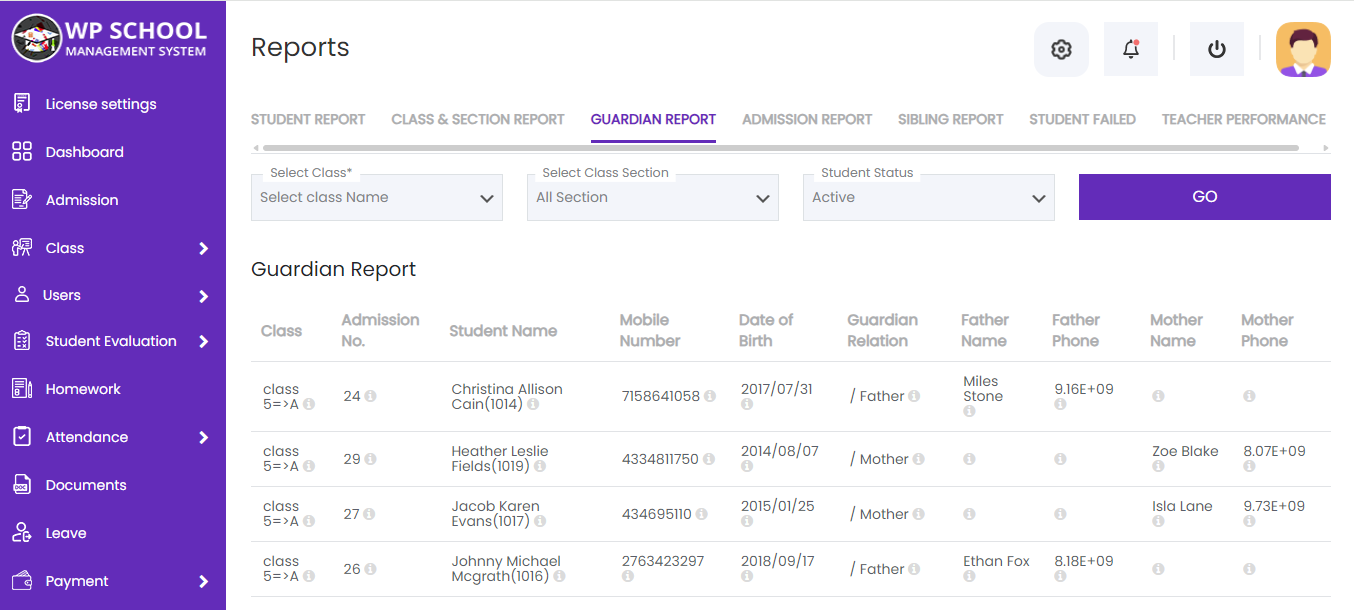 WP SCHOOL
MANAGEMENT SYSTEM
License settings
Dashboard
Admission
Class
Users
Student Evaluation
Homework
Attendance
Documents
Leave
Payment
Reports
STUDENT REPORT CLASS & SECTION REPORT GUARDIAN REPORT ADMISSION REPORT SIBLING REPORT STUDENT FAILED TEACHER PERFORMANCE
Select Class* Select Class Section Student Status
Select class Name All Section Active GO
Guardian Report
Class Admission No. Student Name Mobile Number Date of Birth Guardian Relation Father Name Father Phone Mother Name Mother Phone
class 5=>A 24 Christina Allison Cain(1014) 7158641058 2017/07/31 / Father Miles Stone 9.16E+09
class 5=>A 29 Heather Leslie Fields(1019) 4334811750 2014/08/07 / Mother Zoe Blake 8.07E+09
class 5=>A 27 Jacob Karen Evans(1017) 434695110 2015/01/25 / Mother Isla Lane 9.73E+09
class 5=>A 26 Johnny Michael Mcgrath(1016) 2763423297 2018/09/17 / Father Ethan Fox 8.18E+09